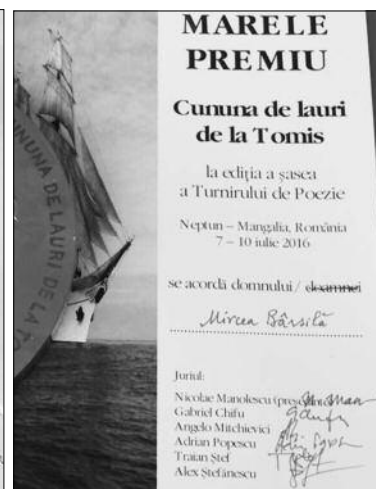 CUNUNA DE LAURI DE LA TO
MARELE
PREMIU
Cununa de lauri
de la Tomis
la ediția a șasea
a Turnirului de Poezie
Neptun – Mangalia, România
7 – 10 iulie 2016
se acordă domnului / doamnei
Mircea Bârsilă
Juriul:
Nicolae Manolescu
Gabriel Chifu
Angelo Mitchievici
Adrian Popescu
Traian Ștef
Alex Ștefănescu